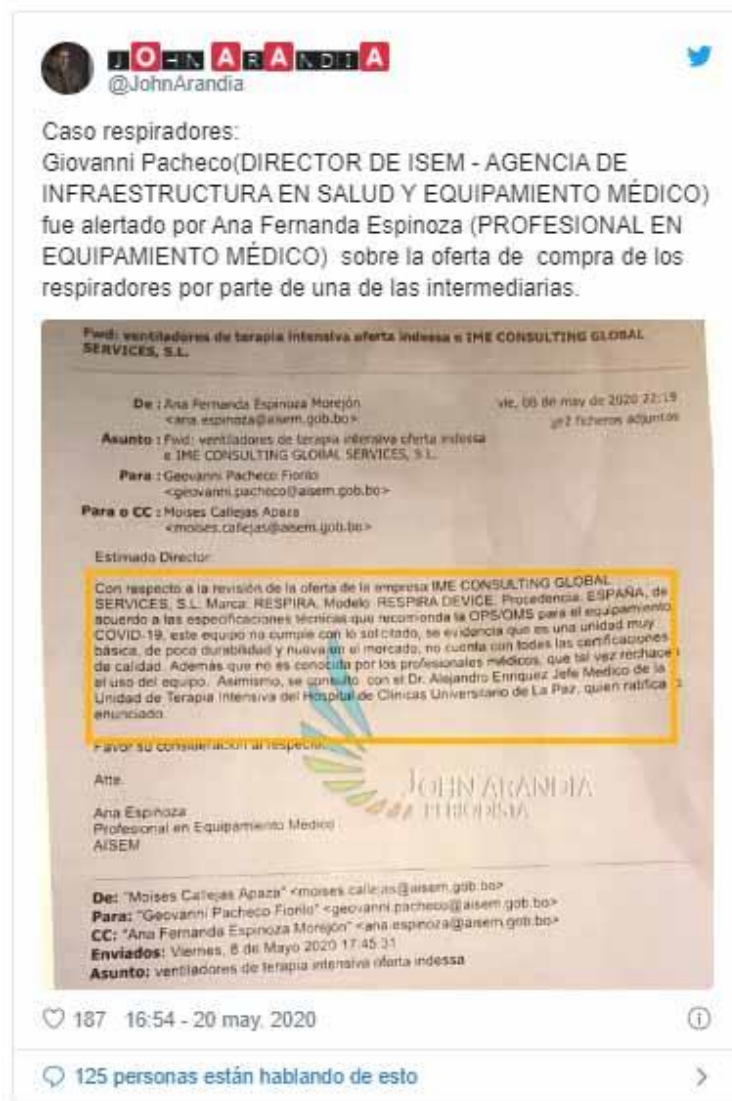 JOHN ARANDIA
@JohnArandia
Caso respiradores:
Giovanni Pacheco(DIRECTOR DE ISEM - AGENCIA DE
INFRAESTRUCTURA EN SALUD Y EQUIPAMIENTO MÉDICO)
fue alertado por Ana Fernanda Espinoza (PROFESIONAL EN
EQUIPAMIENTO MÉDICO)  sobre la oferta de  compra de los
respiradores por parte de una de las intermediarias.
Fwd: ventiladores de terapia intensiva oferta indessa e IME CONSULTING GLOBAL
SERVICES, S.L.
De : Ana Fernanda Espinoza Morejón
<ana.espinoza@aisem.gob.bo>
vie, 08 de may de 2020 22:19
2 ficheros adjuntos
Asunto : Fwd: ventiladores de terapia intensiva oferta indessa
e IME CONSULTING GLOBAL SERVICES, S.L.
Para : Geovanni Pacheco Fiorilo
<geovanni.pacheco@aisem.gob.bo>
Para o CC : Moises Callejas Apaza
<moises.callejas@aisem.gob.bo>
Estimado Director:
Con respecto a la revisión de la oferta de la empresa IME CONSULTING GLOBAL
SERVICES, S.L. Marca: RESPIRA, Modelo: RESPIRA DEVICE, Procedencia: ESPAÑA, de
acuerdo a las especificaciones técnicas que recomienda la OPS/OMS para el equipamiento
COVID-19, este equipo no cumple con lo solicitado, se evidencia que es una unidad muy
básica, de poca durabilidad y nueva en el mercado, no cuenta con todas las certificaciones
de calidad. Además que no es conocida por los profesionales médicos, que tal vez rechace
el uso del equipo. Asimismo, se consulto con el Dr. Alejandro Enriquez Jefe Medico de la
Unidad de Terapia Intensiva del Hospital de Clínicas Universitario de La Paz, quien ratifica
enunciado.
Favor su consideración al respecto.
Atte.
Ana Espinoza
Profesional en Equipamiento Medico
AISEM
JOHN ARANDIA
PERIODISTA
De: "Moises Callejas Apaza" <moises.callejas@aisem.gob.bo>
Para: "Geovanni Pacheco Fiorilo" <geovanni.pacheco@aisem.gob.bo>
CC: "Ana Fernanda Espinoza Morejón" <ana.espinoza@aisem.gob.bo>
Enviados: Viernes, 8 de Mayo 2020 17:45:31
Asunto: ventiladores de terapia intensiva oferta indessa
187 16:54 - 20 may. 2020
125 personas están hablando de esto